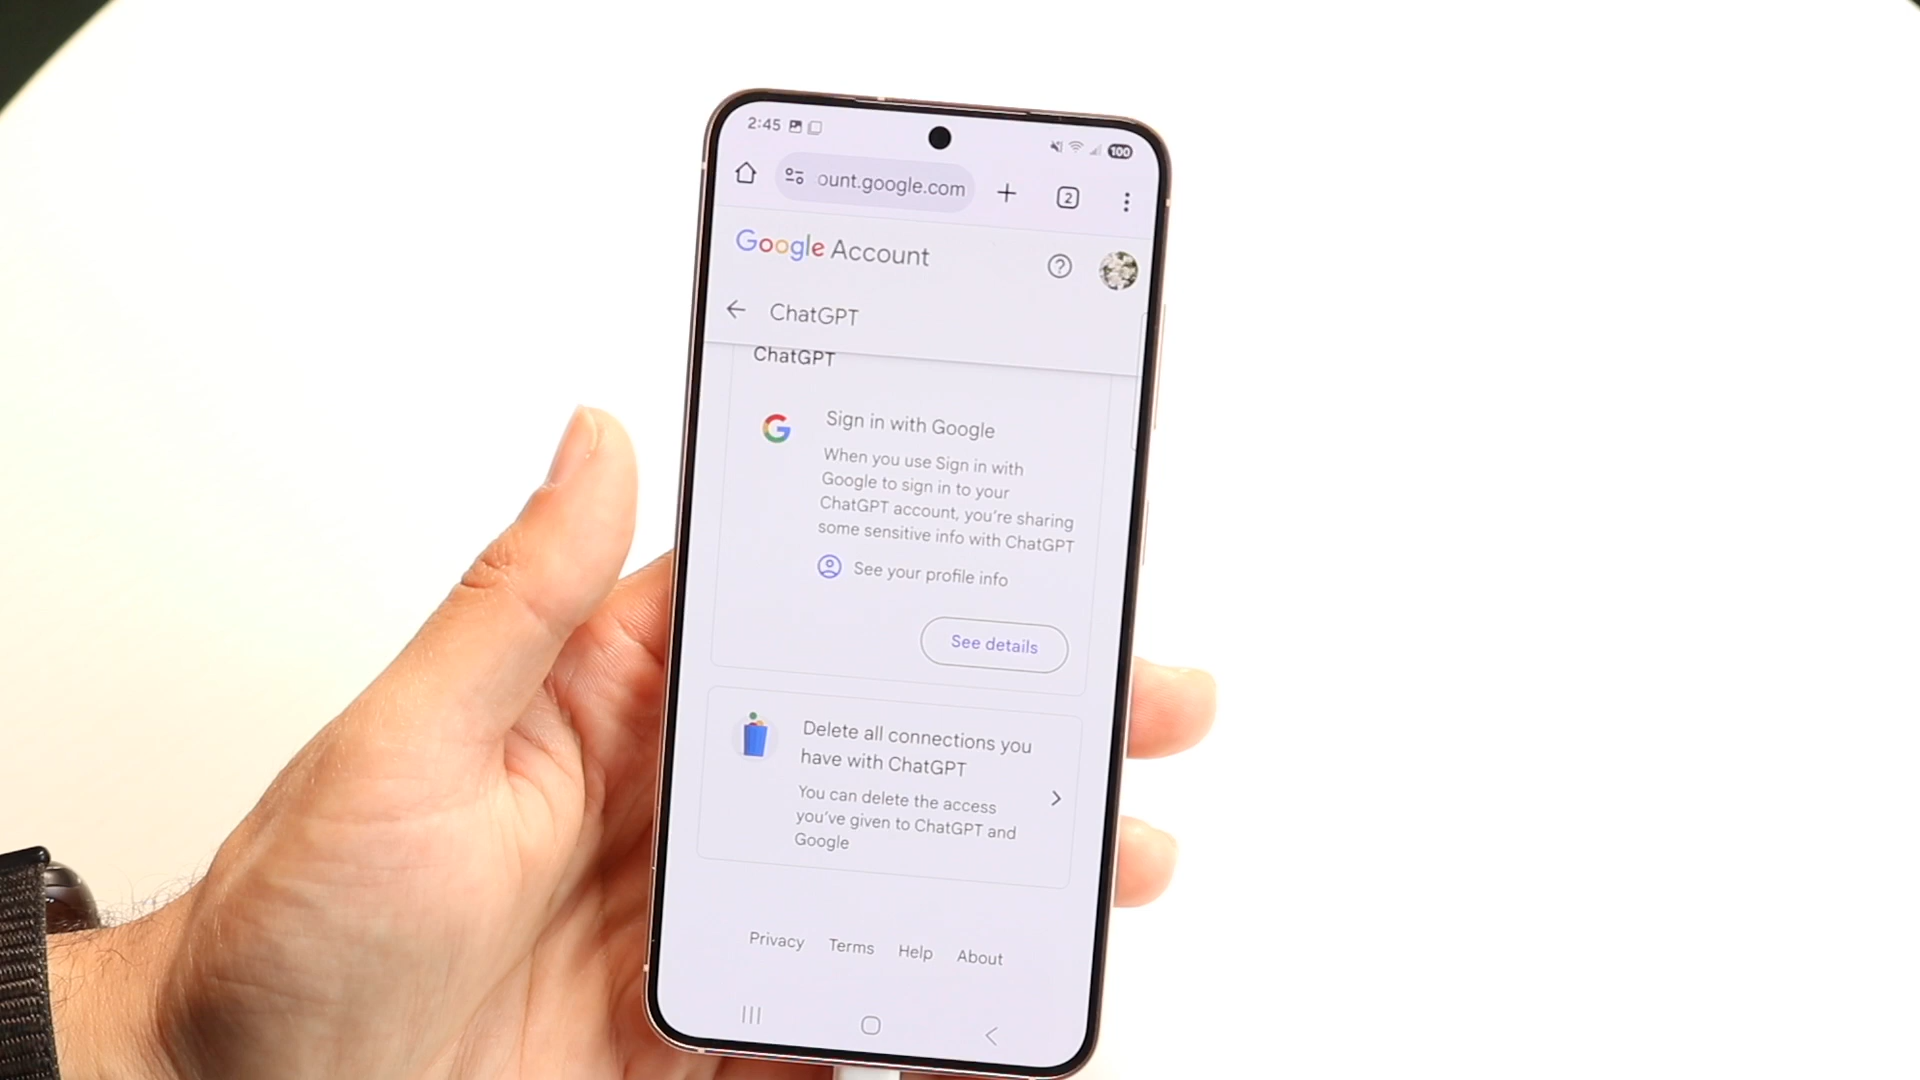 2:45
100
ount.google.com
2
Google Account
ChatGPT
ChatGPT
Sign in with Google
When you use Sign in with
Google to sign in to your
ChatGPT account, you're sharing
some sensitive info with ChatGPT
See your profile info
See details
Delete all connections you
have with ChatGPT
You can delete the access
you've given to ChatGPT and
Google
Privacy Terms Help About